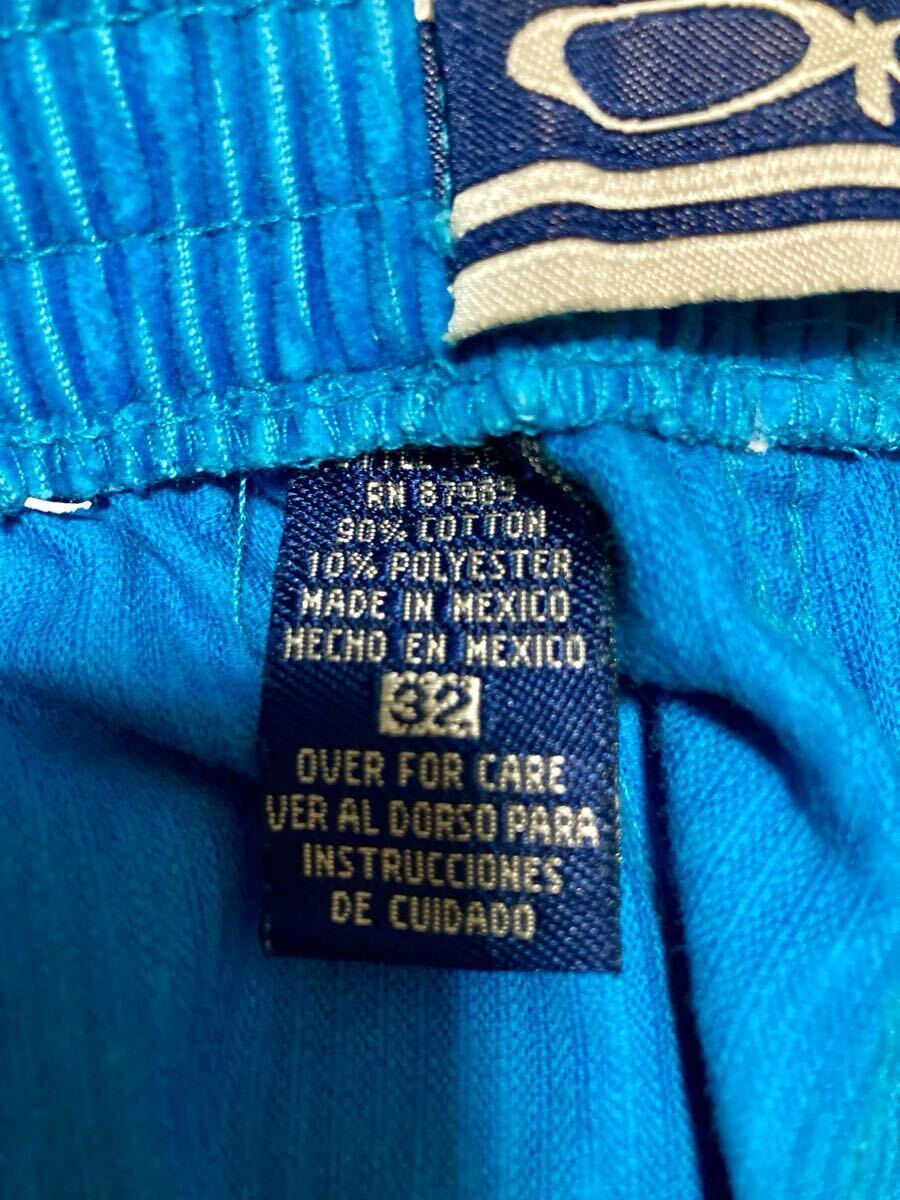 RN 87989
90% COTTON
10% POLYESTER
MADE IN MEXICO
HECHO EN MEXICO
32
OVER FOR CARE
VER AL DORSO PARA
INSTRUCCIONES
DE CUIDADO